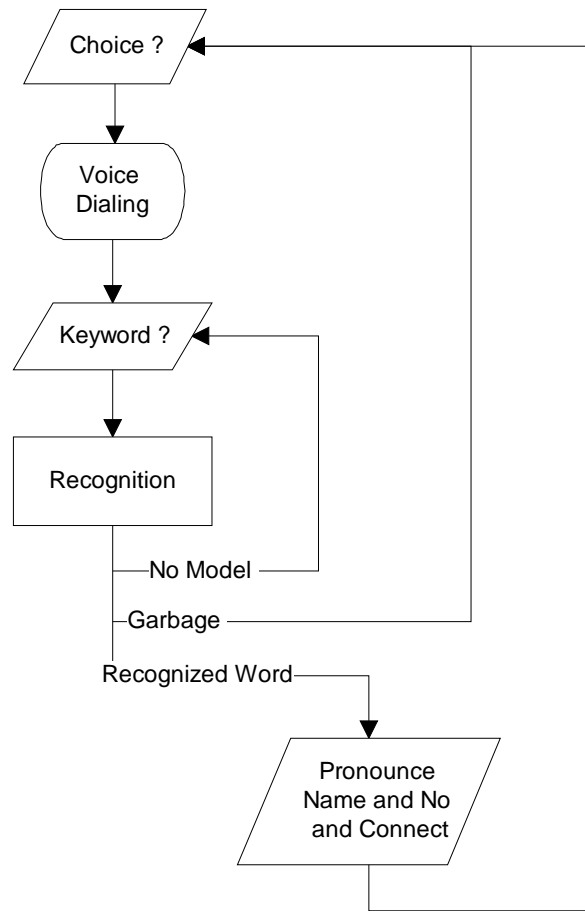 Choice ?
Voice
Dialing
Keyword ?
Recognition
No Model
Garbage
Recognized Word
Pronounce
Name and No
and Connect